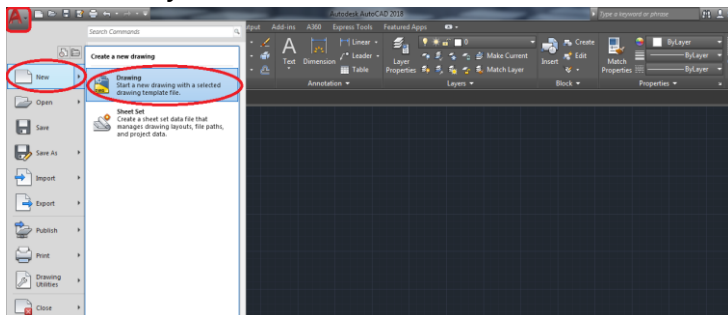 Autodesk AutoCAD 2018
Type a keyword or phrase
Search Commands
tput Add-ins A360 Express Tools Featured Apps
Create a new drawing
New
Drawing
Start a new drawing with a selected
drawing template file.
Sheet Set
Create a sheet set data file that
manages drawing layouts, file paths,
and project data.
Open
Save
Save As
Import
Export
Publish
Print
Drawing
Utilities
Close
A
Text
Dimension
Linear
Leader
Table
Annotation
Layer
Properties
0
Make Current
Match Layer
Layers
Insert
Create
Edit
Block
Match
Properties
ByLayer
ByLayer
ByLayer
Properties